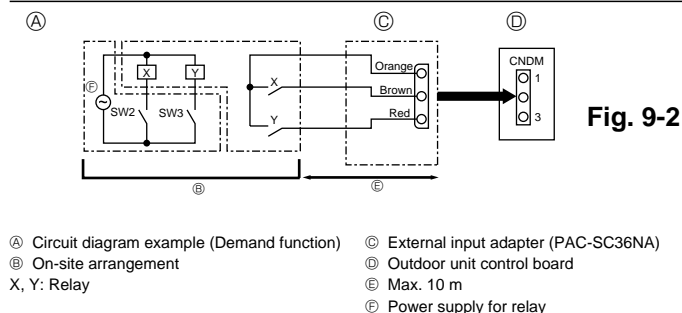 Ⓐ Ⓒ Ⓓ
CNDM
Orange
1
X Y
X
Ⓕ
Brown
SW2 SW3
Red
3
Y
Fig. 9-2
Ⓑ Ⓔ
Ⓐ Circuit diagram example (Demand function)
Ⓑ On-site arrangement
X, Y: Relay
Ⓒ External input adapter (PAC-SC36NA)
Ⓓ Outdoor unit control board
Ⓔ Max. 10 m
Ⓕ Power supply for relay